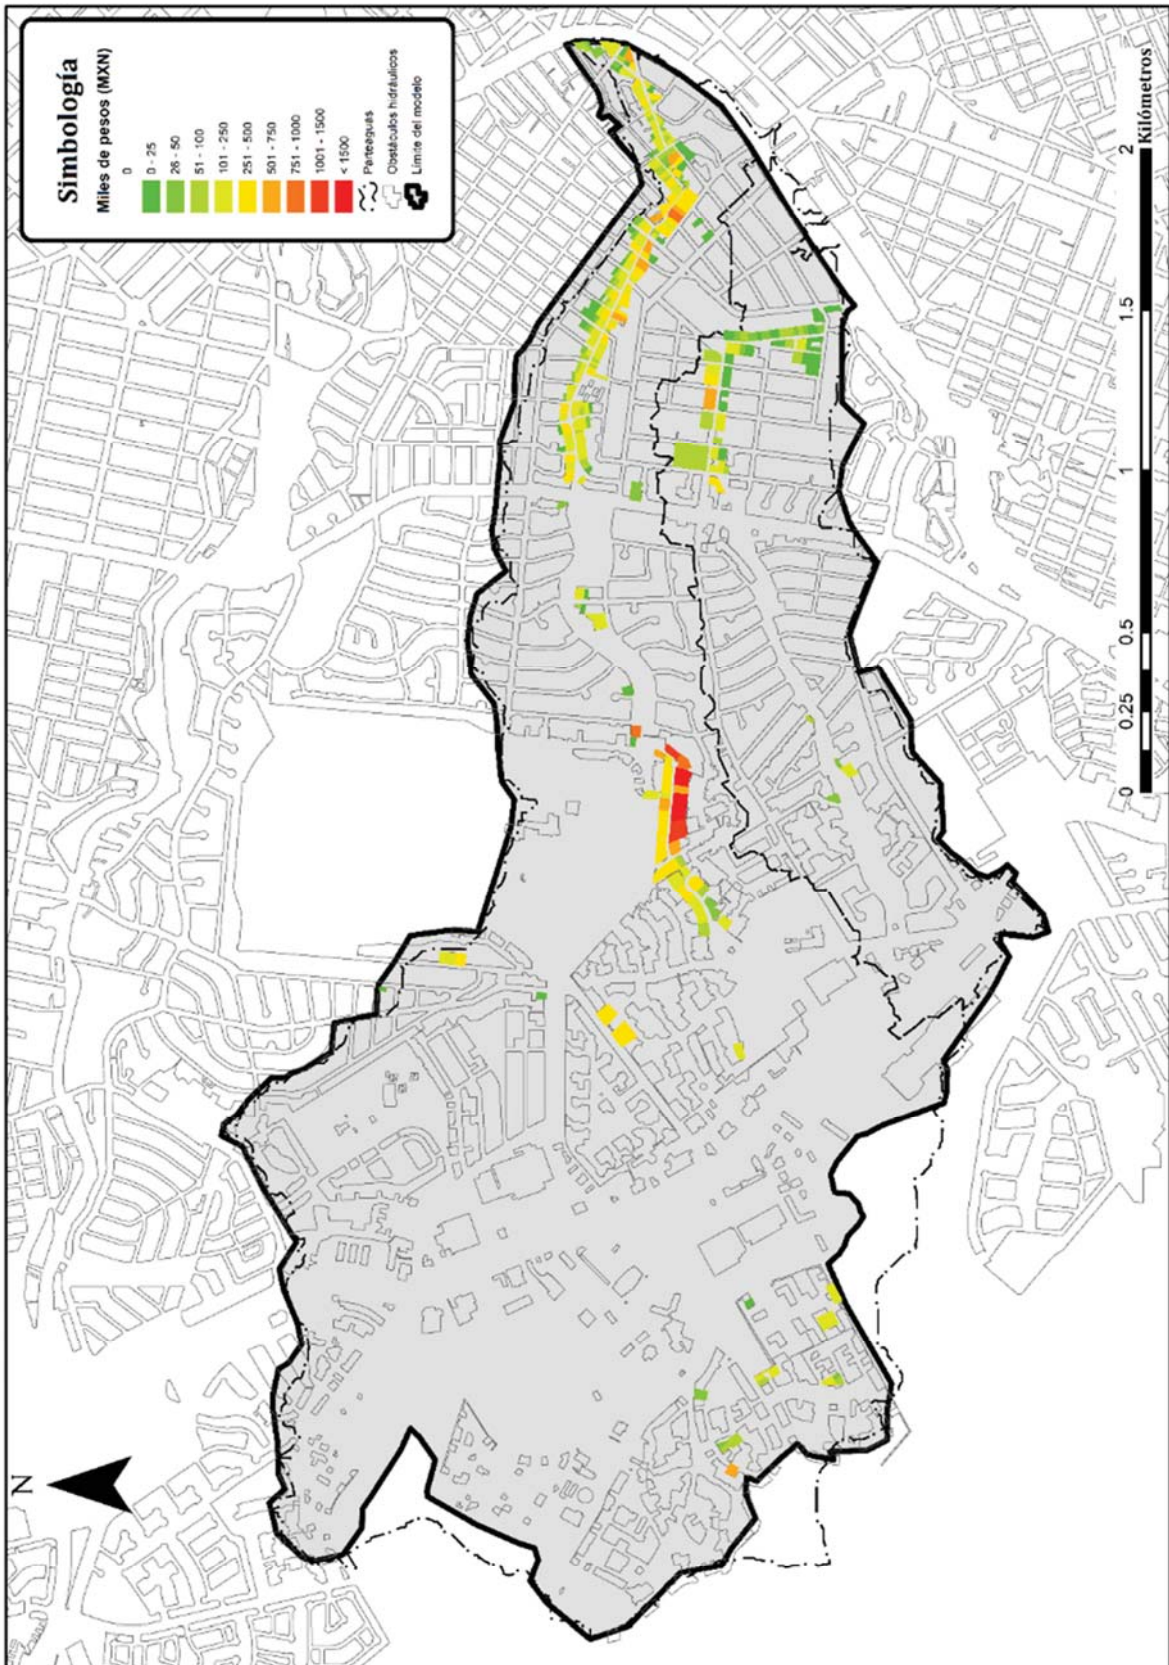 Simbología
Miles de pesos (MXN)
0
0 - 25
26 - 50
51 - 100
101 - 250
251 - 500
501 - 750
751 - 1000
1001 - 1500
< 1500
Parteaguas
Obstáculos hidráulicos
Límite del modelo
N
0 0.25 0.5 1 1.5 2
Kilómetros